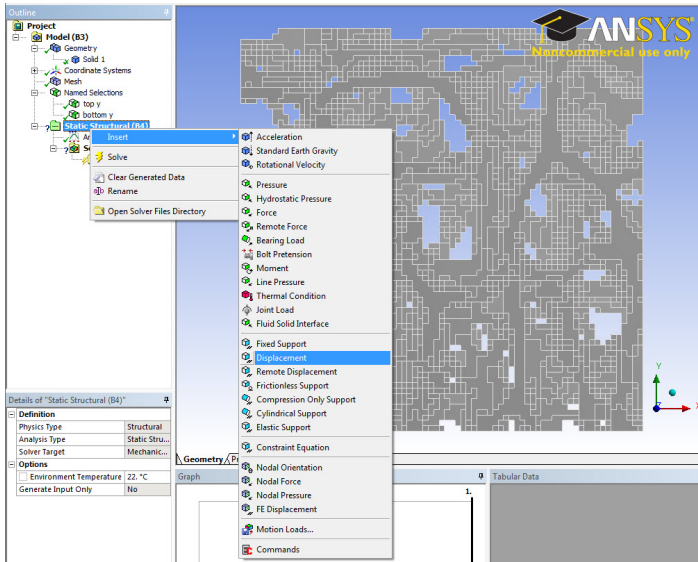 Outline
Project
Model (B3)
Geometry
Solid 1
Coordinate Systems
Mesh
Named Selections
top y
bottom y
Static Structural (B4)
Insert
Solve
Clear Generated Data
Rename
Open Solver Files Directory
Acceleration
Standard Earth Gravity
Rotational Velocity
Pressure
Hydrostatic Pressure
Force
Remote Force
Bearing Load
Bolt Pretension
Moment
Line Pressure
Thermal Condition
Joint Load
Fluid Solid Interface
Fixed Support
Displacement
Remote Displacement
Frictionless Support
Compression Only Support
Cylindrical Support
Elastic Support
Constraint Equation
Nodal Orientation
Nodal Force
Nodal Pressure
FE Displacement
Motion Loads...
Commands
ANSYS
Noncommercial use only
Y
X
Details of "Static Structural (B4)"
Definition
Physics Type Structural
Analysis Type Static Stru...
Solver Target Mechanic...
Options
Environment Temperature 22. °C
Generate Input Only No
Geometry
Graph
1.
Tabular Data